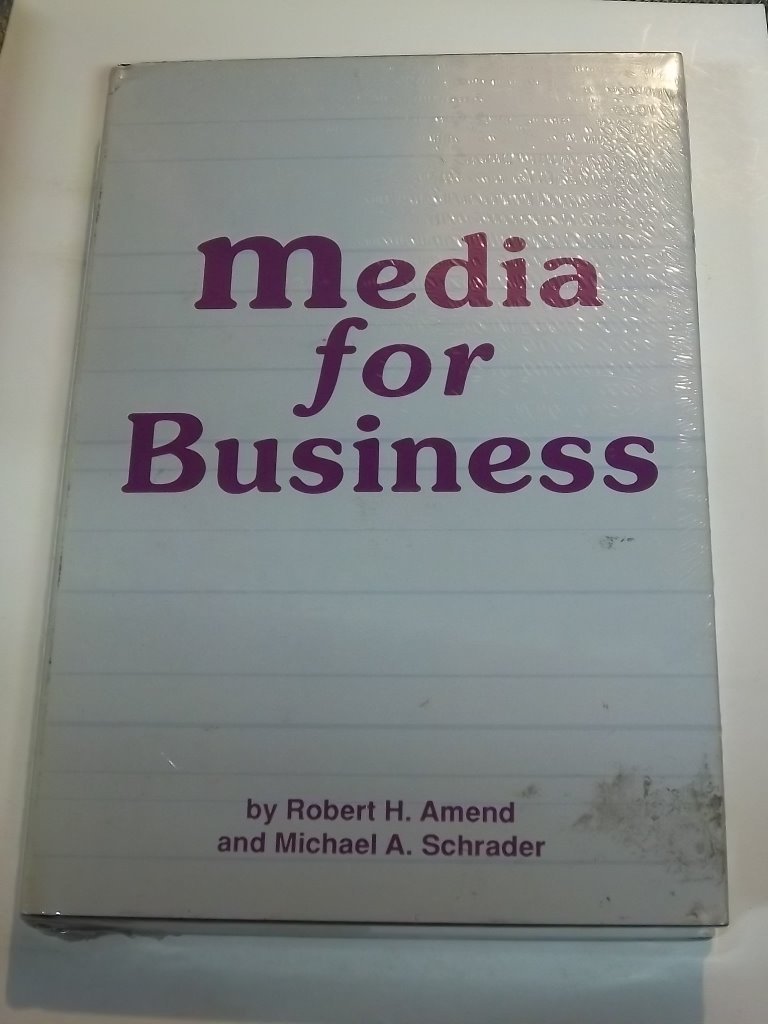 Media
for
Business
by Robert H. Amend
and Michael A. Schrader